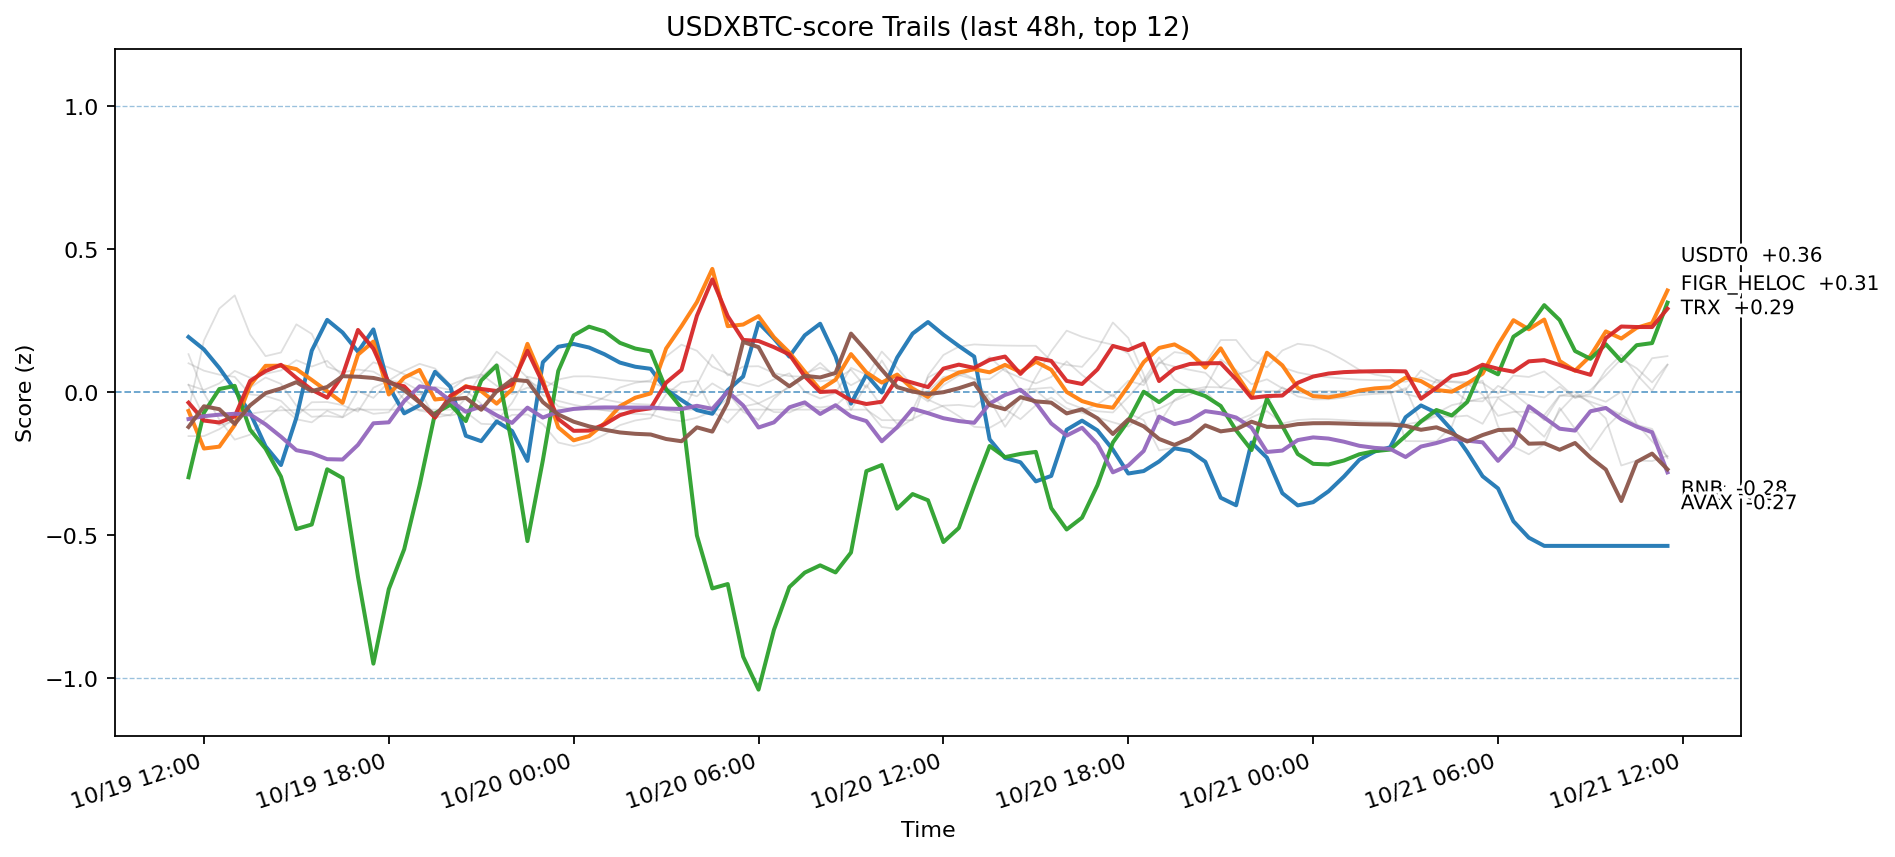 USDXBTC-score Trails (last 48h, top 12)
Score (z)
1.0
0.5
0.0
−0.5
−1.0
USDT0 +0.36
FIGR_HELOC +0.31
TRX +0.29
BNB -0.28
AVAX -0.27
10/19 12:00
10/19 18:00
10/20 00:00
10/20 06:00
10/20 12:00
10/20 18:00
10/21 00:00
10/21 06:00
10/21 12:00
Time